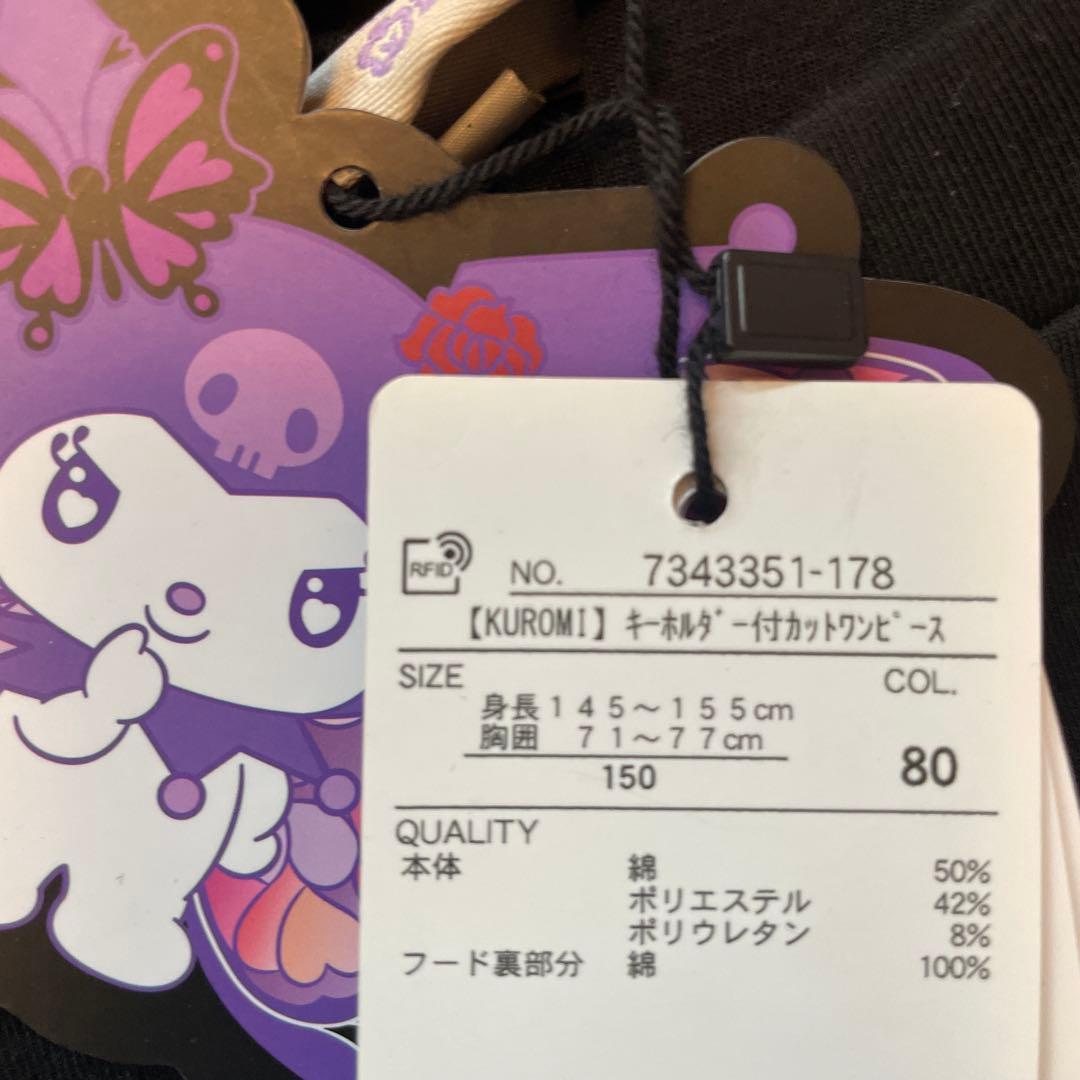 RFID
NO. 7343351-178
【KUROMI】ｷｰﾎﾙﾀﾞｰ付ｶｯﾄﾜﾝﾋﾟｰｽ
SIZE COL.
身長１４５～１５５cm
胸囲 ７１～７７cm
150 80
QUALITY
本体 綿 50%
ポリエステル 42%
ポリウレタン 8%
フード裏部分 綿 100%